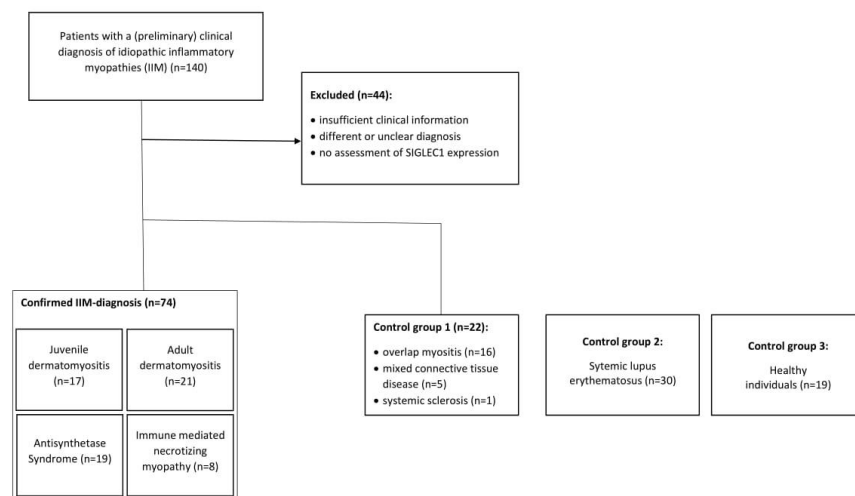 Patients with a (preliminary) clinical
diagnosis of idiopathic inflammatory
myopathies (IIM) (n=140)
Excluded (n=44):
• insufficient clinical information
• different or unclear diagnosis
• no assessment of SIGLEC1 expression
Confirmed IIM-diagnosis (n=74)
Juvenile
dermatomyositis
(n=17)
Adult
dermatomyositis
(n=21)
Antisynthetase
Syndrome (n=19)
Immune mediated
necrotizing
myopathy (n=8)
Control group 1 (n=22):
• overlap myositis (n=16)
• mixed connective tissue
disease (n=5)
• systemic sclerosis (n=1)
Control group 2:
Sytemic lupus
erythematosus (n=30)
Control group 3:
Healthy
individuals (n=19)